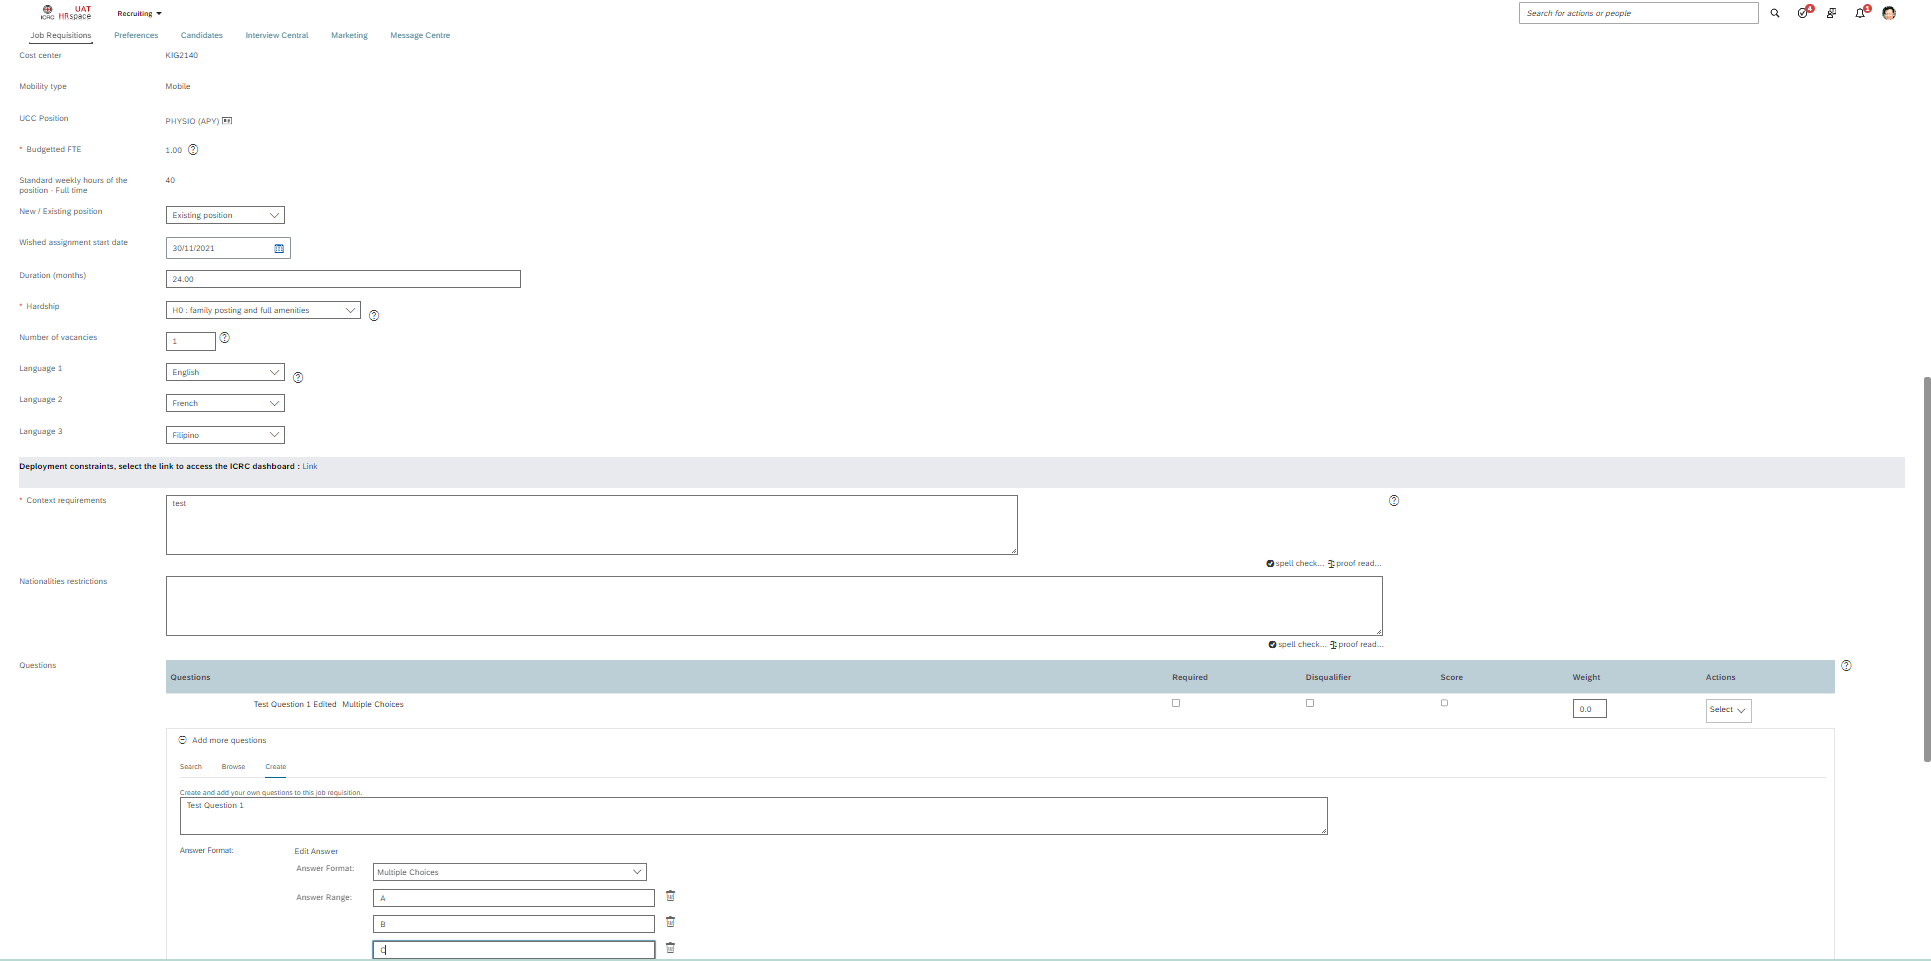 UAT
ICRC HRspace
Recruiting
Search for actions or people
4
1
Job Requisitions Preferences Candidates Interview Central Marketing Message Centre
Cost center KIG2140
Mobility type Mobile
UCC Position PHYSIO (APY)
* Budgetted FTE 1.00
Standard weekly hours of the position - Full time 40
New / Existing position Existing position
Wished assignment start date 30/11/2021
Duration (months) 24.00
* Hardship H0 : family posting and full amenities
Number of vacancies 1
Language 1 English
Language 2 French
Language 3 Filipino
Deployment constraints, select the link to access the ICRC dashboard : Link
* Context requirements test
spell check... proof read...
Nationalities restrictions
spell check... proof read...
Questions
Questions Required Disqualifier Score Weight Actions
Test Question 1 Edited Multiple Choices 0.0 Select
Add more questions
Search Browse Create
Create and add your own questions to this job requisition.
Test Question 1
Answer Format: Edit Answer
Answer Format: Multiple Choices
Answer Range: A
B
C